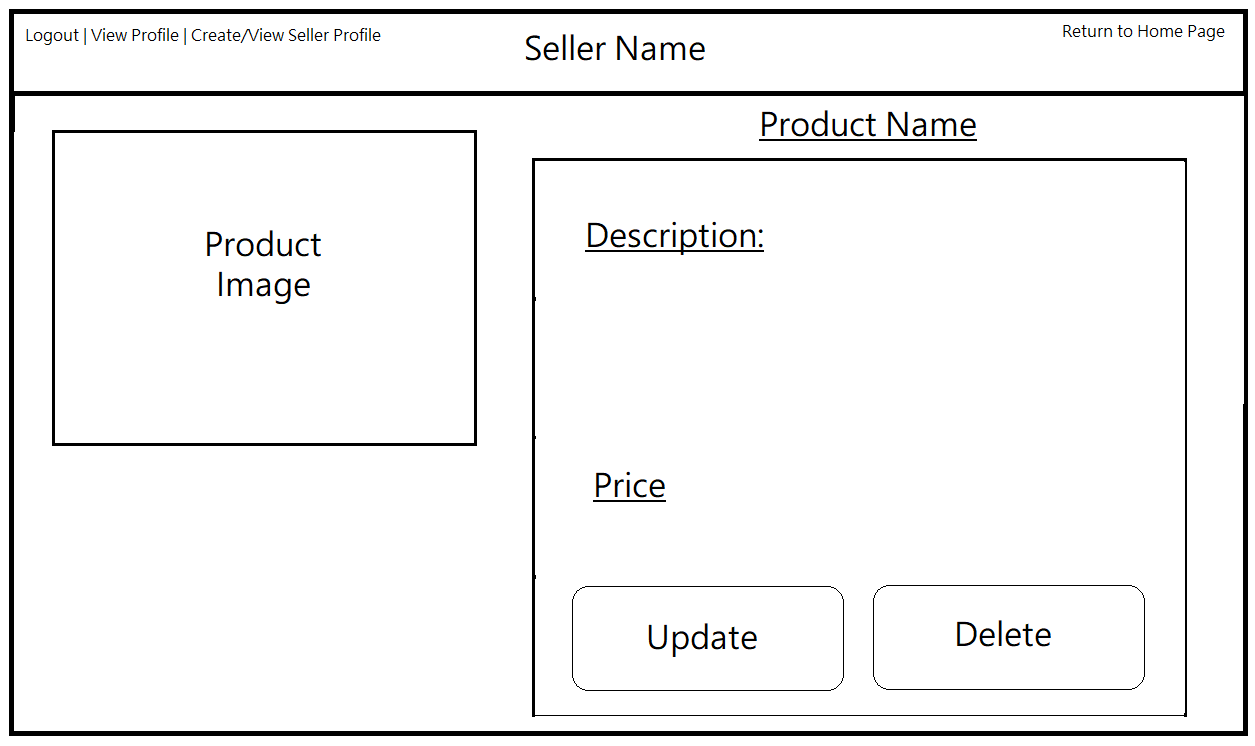 Logout | View Profile | Create/View Seller Profile
Seller Name
Return to Home Page
Product Name
Product
Image
Description:
Price
Update
Delete